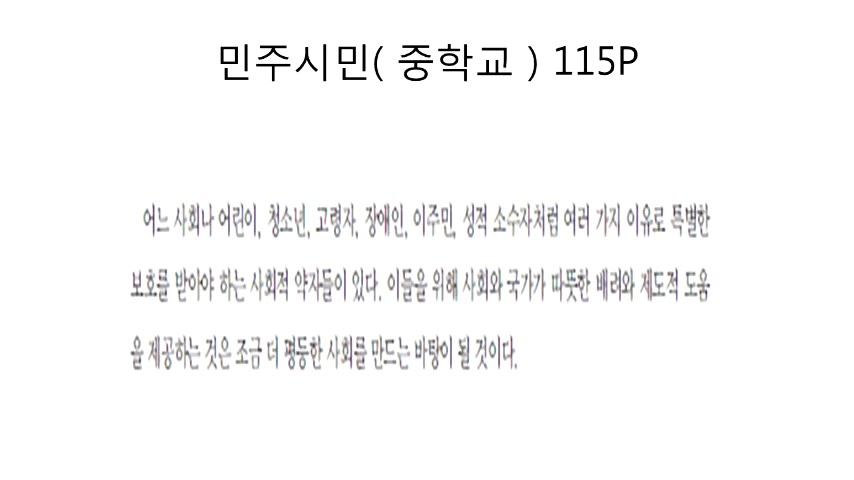 민주시민( 중학교 ) 115P
어느 사회나 어린이, 청소년, 고령자, 장애인, 이주민, 성적 소수자처럼 여러 가지 이유로 특별한
보호를 받아야 하는 사회적 약자들이 있다. 이들을 위해 사회와 국가가 따뜻한 배려와 제도적 도움
을 제공하는 것은 조금 더 평등한 사회를 만드는 바탕이 될 것이다.